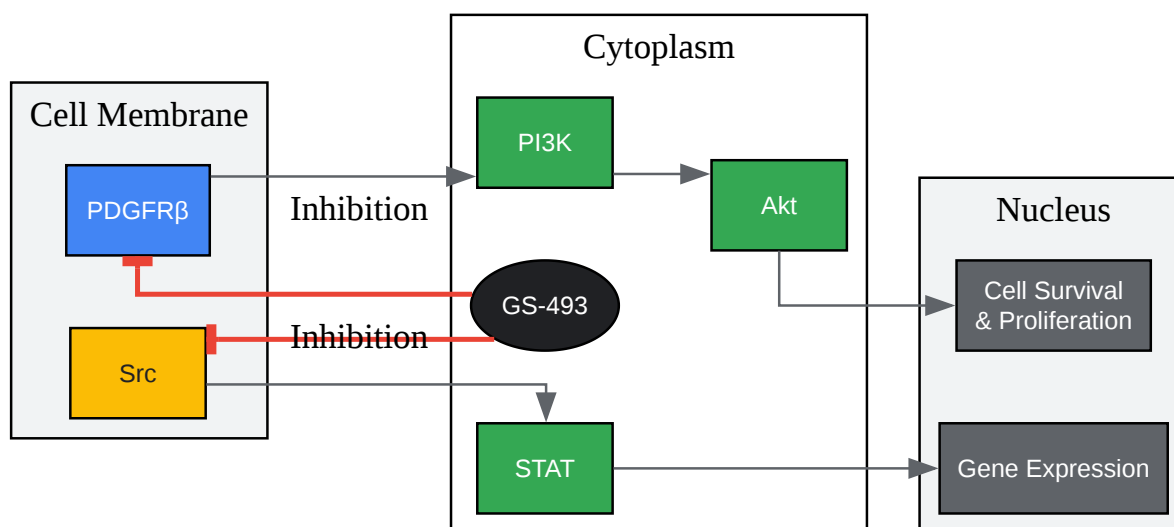 Cytoplasm
Cell Membrane
PI3K
PDGFRβ
Akt
Inhibition
Nucleus
GS-493
Cell Survival
& Proliferation
Inhibition
Src
STAT
Gene Expression